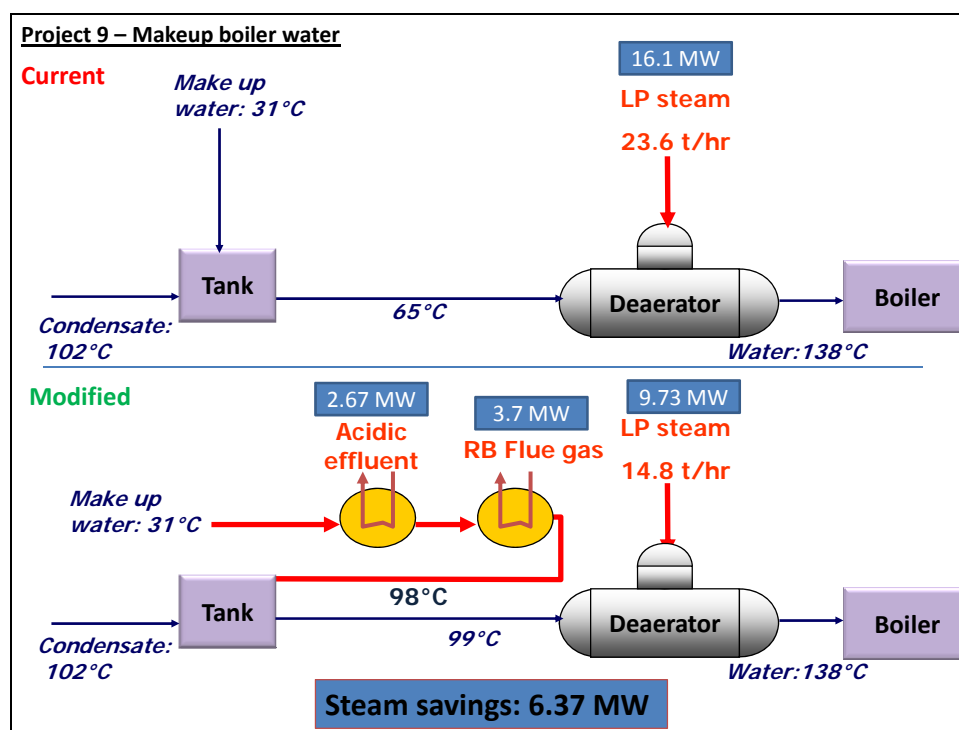 Project 9 – Makeup boiler water
Current
Make up
water: 31°C
16.1 MW
LP steam
23.6 t/hr
Tank
65°C
Deaerator
Boiler
Condensate:
102°C
Water:138°C
Modified
2.67 MW
Acidic
effluent
3.7 MW
RB Flue gas
9.73 MW
LP steam
14.8 t/hr
Make up
water: 31°C
98°C
Tank
99°C
Deaerator
Boiler
Condensate:
102°C
Water:138°C
Steam savings: 6.37 MW